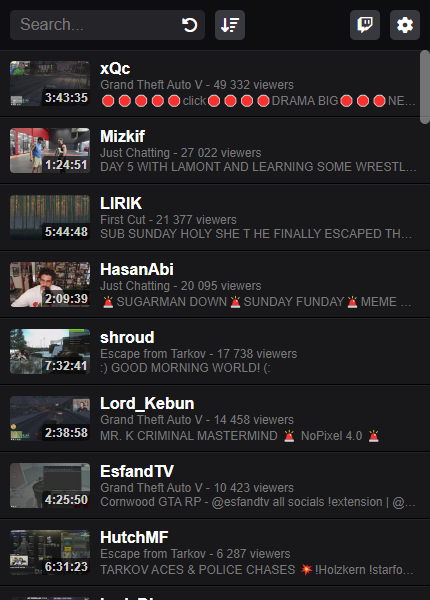 Search...
xQc
Grand Theft Auto V - 49 332 viewers
🔴🔴🔴🔴🔴click🔴🔴🔴🔴DRAMA BIG🔴🔴🔴NE...
3:43:35
Mizkif
Just Chatting - 27 022 viewers
DAY 5 WITH LAMONT AND LEARNING SOME WRESTL...
1:24:51
LIRIK
First Cut - 21 377 viewers
SUB SUNDAY HOLY SHE T HE FINALLY ESCAPED TH...
5:44:48
HasanAbi
Just Chatting - 20 095 viewers
🚨SUGARMAN DOWN🚨SUNDAY FUNDAY🚨MEME ...
2:09:39
shroud
Escape from Tarkov - 17 738 viewers
:) GOOD MORNING WORLD! (:
7:32:41
Lord_Kebun
Grand Theft Auto V - 14 458 viewers
MR. K CRIMINAL MASTERMIND 🚨 NoPixel 4.0 🚨
2:38:58
EsfandTV
Grand Theft Auto V - 10 423 viewers
Cornwood GTA RP - @esfandtv all socials !extension | @...
4:25:50
HutchMF
Escape from Tarkov - 6 287 viewers
TARKOV ACES & POLICE CHASES 💥!Holzkern !starfo...
6:31:23